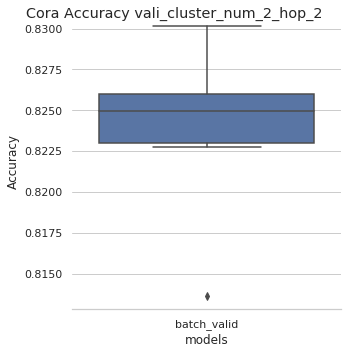 Cora Accuracy vali_cluster_num_2_hop_2
0.8300
0.8275
0.8250
0.8225
0.8200
0.8175
0.8150
Accuracy
batch_valid
models